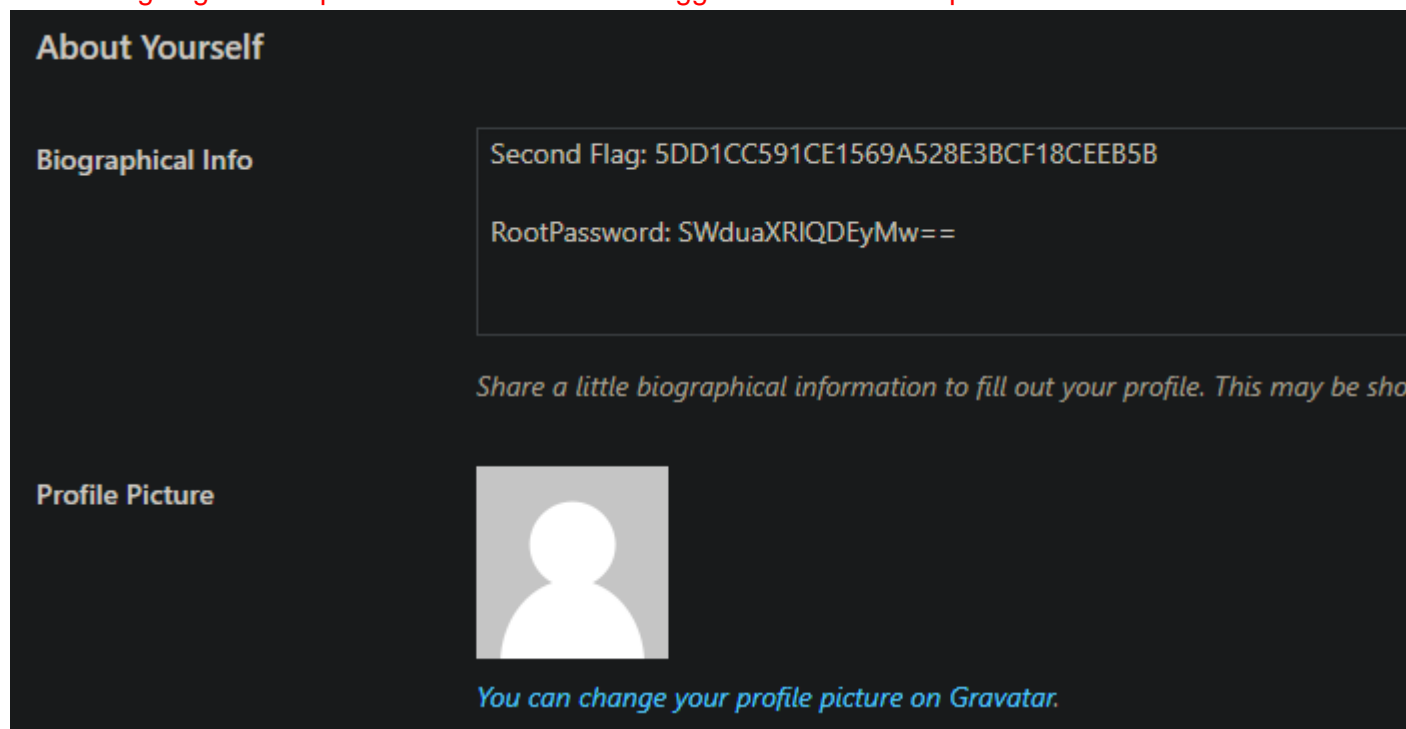 About Yourself
Biographical Info
Second Flag: 5DD1CC591CE1569A528E3BCF18CEEB5B
RootPassword: SWduaXRlQDEyMw==
Share a little biographical information to fill out your profile. This may be sho
Profile Picture
You can change your profile picture on Gravatar.